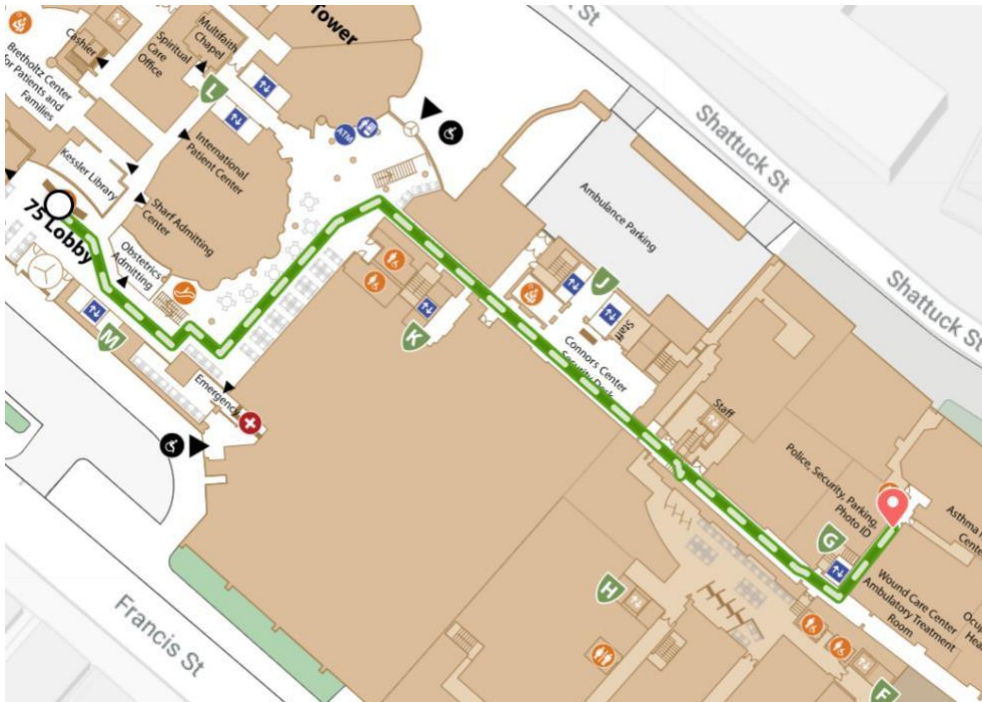 Tower
St
Cashier
Spiritual
Care
Office
Multifaith
Chapel
L
Bretholtz Center
for Patients and
Families
ATM
Shattuck St
International
Patient Center
Kessler Library
Ambulance Parking
75 Lobby
Sharf Admitting
Center
Obstetrics
Admitting
Shattuck St
J
Staff
M
K
Connors Center
Security Desk
Emergency
Staff
Police, Security, Parking,
Photo ID
Asthma
Center
G
Wound Care Center
Ambulatory Treatment
Room
H
Francis St
F